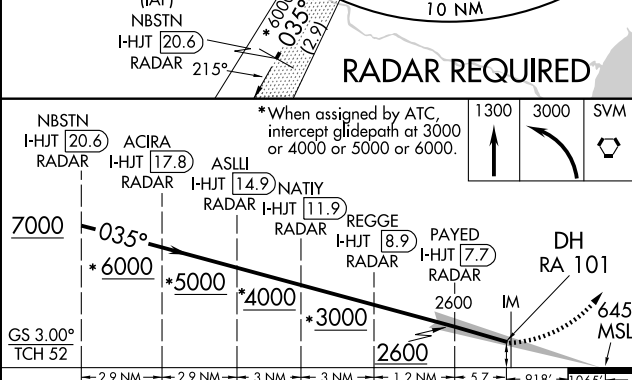 (IAF)
NBSTN
I-HJT 20.6
RADAR
215°
*6000
035°
(2.9)
10 NM
RADAR REQUIRED
*When assigned by ATC,
intercept glidepath at 3000
or 4000 or 5000 or 6000.
1300
3000
SVM
NBSTN
I-HJT 20.6
RADAR
ACIRA
I-HJT 17.8
RADAR
ASLLI
I-HJT 14.9
RADAR
NATIY
I-HJT 11.9
RADAR
REGGE
I-HJT 8.9
RADAR
PAYED
I-HJT 7.7
RADAR
DH
RA 101
7000
035°
*6000
*5000
*4000
*3000
2600
2600
IM
645
MSL
GS 3.00°
TCH 52
2.9 NM
2.9 NM
3 NM
3 NM
1.2 NM
5.7
918'
1065'